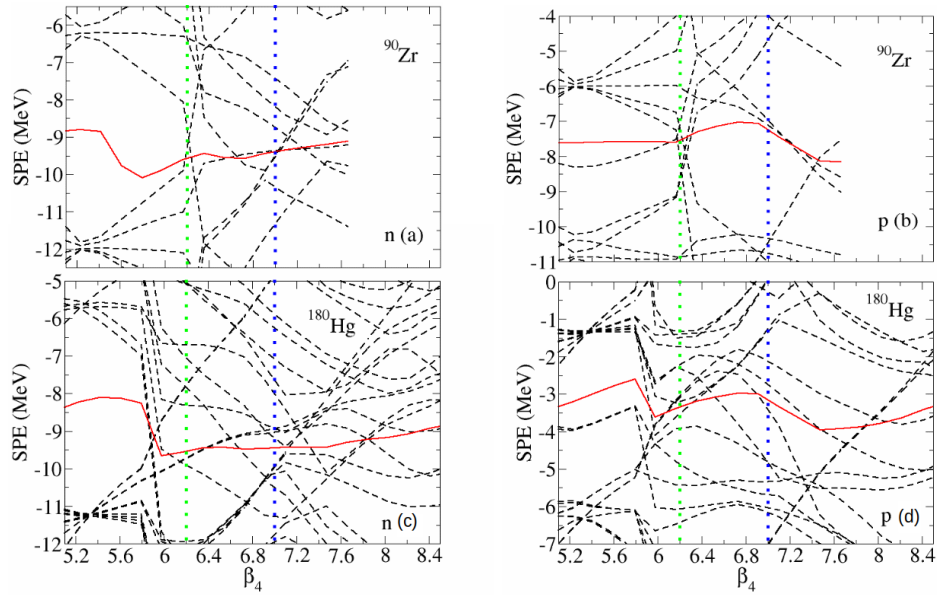 -5
-6
-7
-8
-9
-10
-11
-12
SPE (MeV)
⁹⁰Zr
n (a)
-4
-5
-6
-7
-8
-9
-10
-11
SPE (MeV)
⁹⁰Zr
p (b)
-5
-6
-7
-8
-9
-10
-11
-12
SPE (MeV)
¹⁸⁰Hg
n (c)
5.2 5.6 6 6.4 6.8 7.2 7.6 8 8.4
β₄
0
-1
-2
-3
-4
-5
-6
-7
SPE (MeV)
¹⁸⁰Hg
p (d)
5.2 5.6 6 6.4 6.8 7.2 7.6 8 8.4
β₄